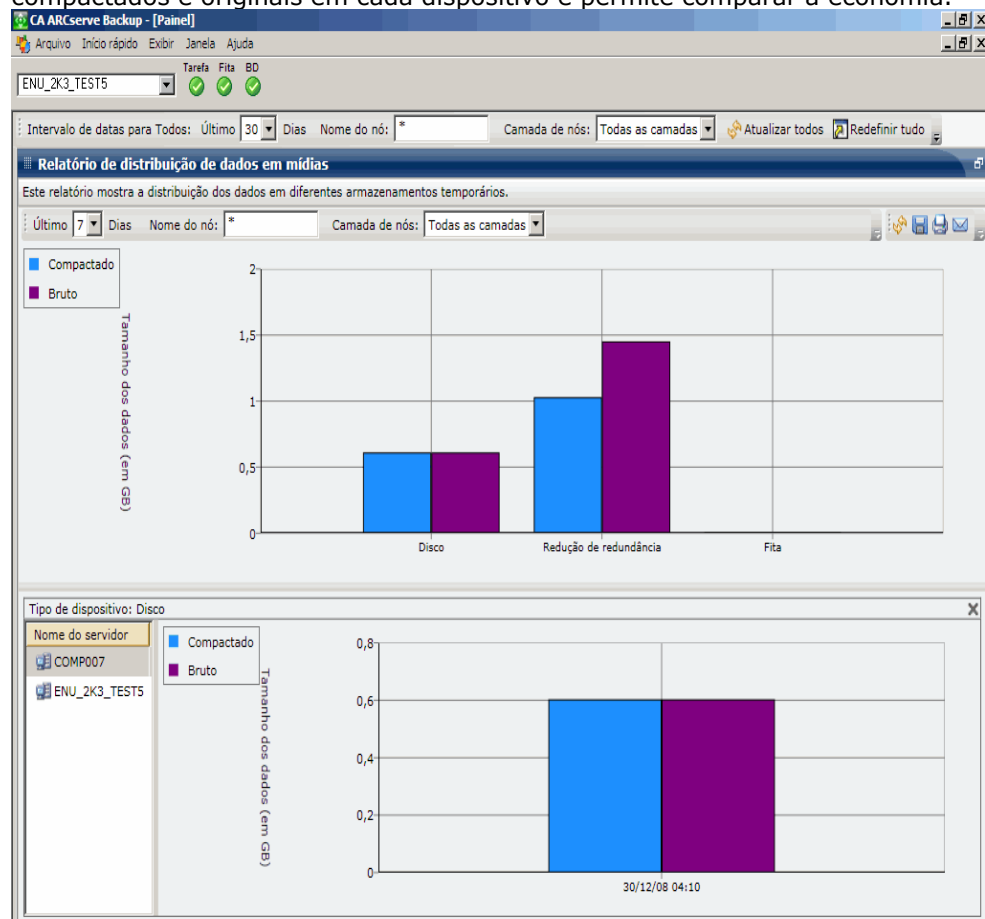 compactados e originais em cada dispositivo e permite comparar a economia.
CA ARCserve Backup - [Painel]
Arquivo Início rápido Exibir Janela Ajuda
Tarefa Fita BD
ENU_2K3_TEST5
Intervalo de datas para Todos: Último 30 Dias Nome do nó: * Camada de nós: Todas as camadas Atualizar todos Redefinir tudo
Relatório de distribuição de dados em mídias
Este relatório mostra a distribuição dos dados em diferentes armazenamentos temporários.
Último 7 Dias Nome do nó: * Camada de nós: Todas as camadas
Compactado
Bruto
Tamanho dos dados (em GB)
2
1,5
1
0,5
0
Disco Redução de redundância Fita
Tipo de dispositivo: Disco
Nome do servidor
COMP007
ENU_2K3_TEST5
Compactado
Bruto
Tamanho dos dados (em GB)
0,8
0,6
0,4
0,2
0
30/12/08 04:10